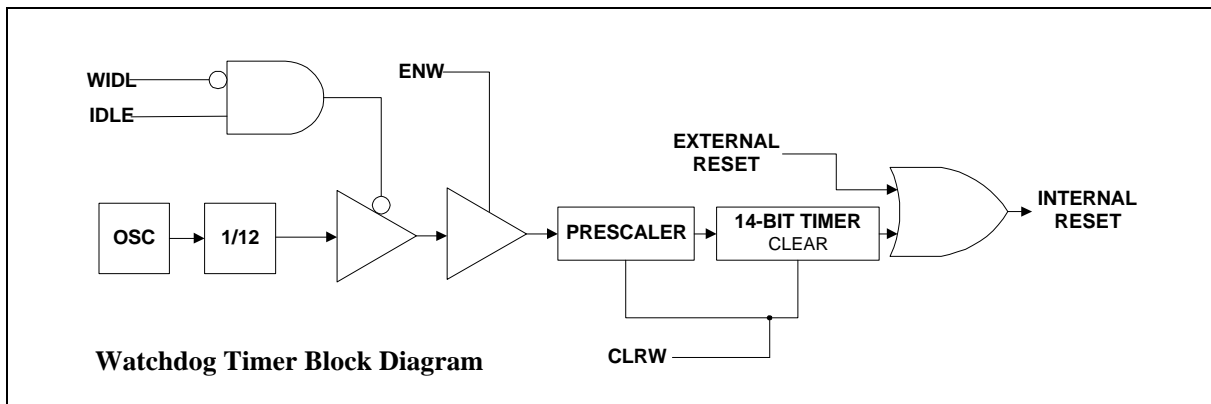 WIDL
IDLE
ENW
EXTERNAL
RESET
OSC
1/12
PRESCALER
14-BIT TIMER
CLEAR
INTERNAL
RESET
CLRW
Watchdog Timer Block Diagram